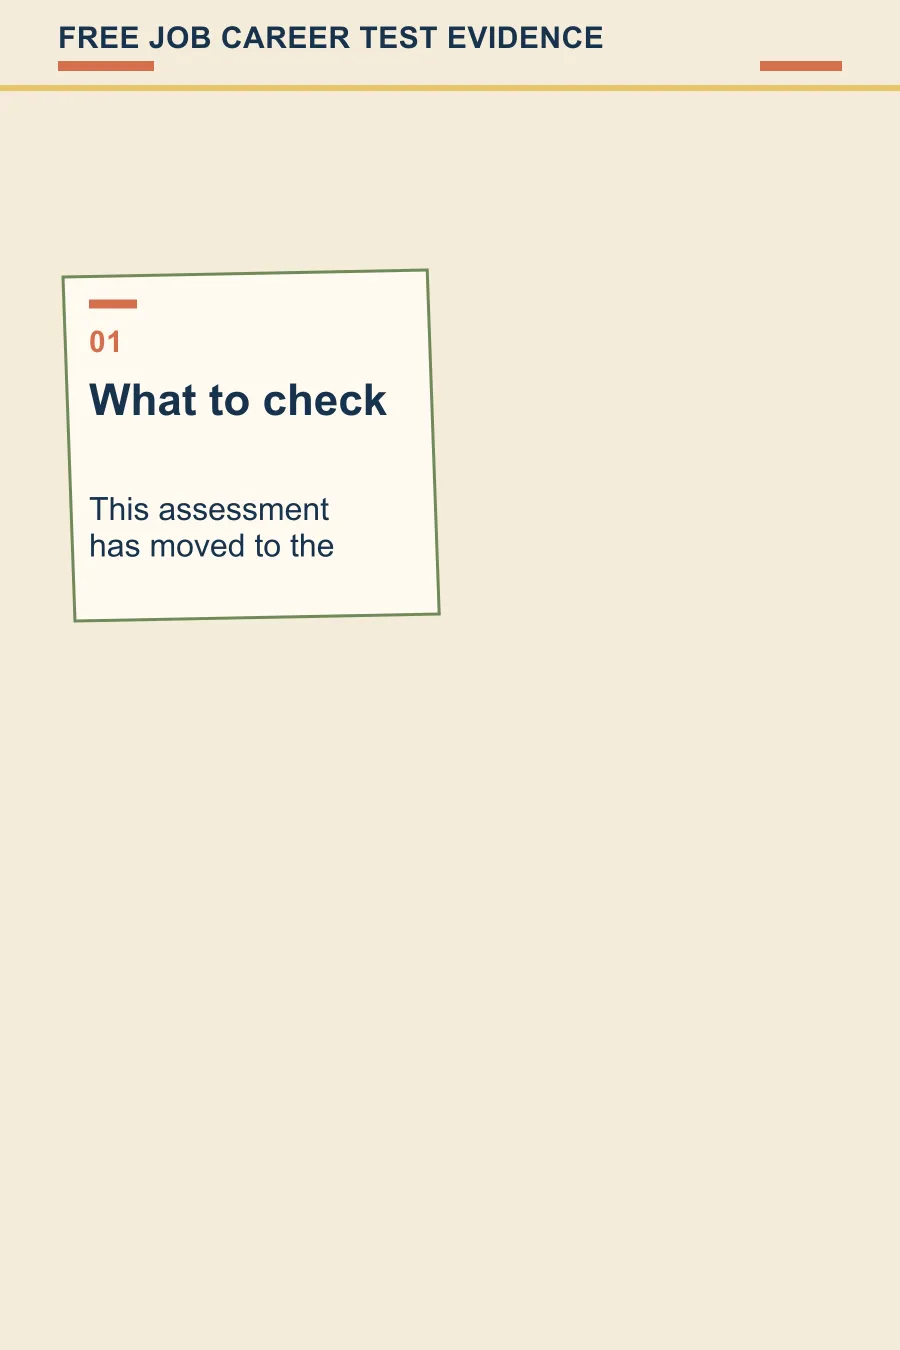 FREE JOB CAREER TEST EVIDENCE
01
What to check
This assessment
has moved to the